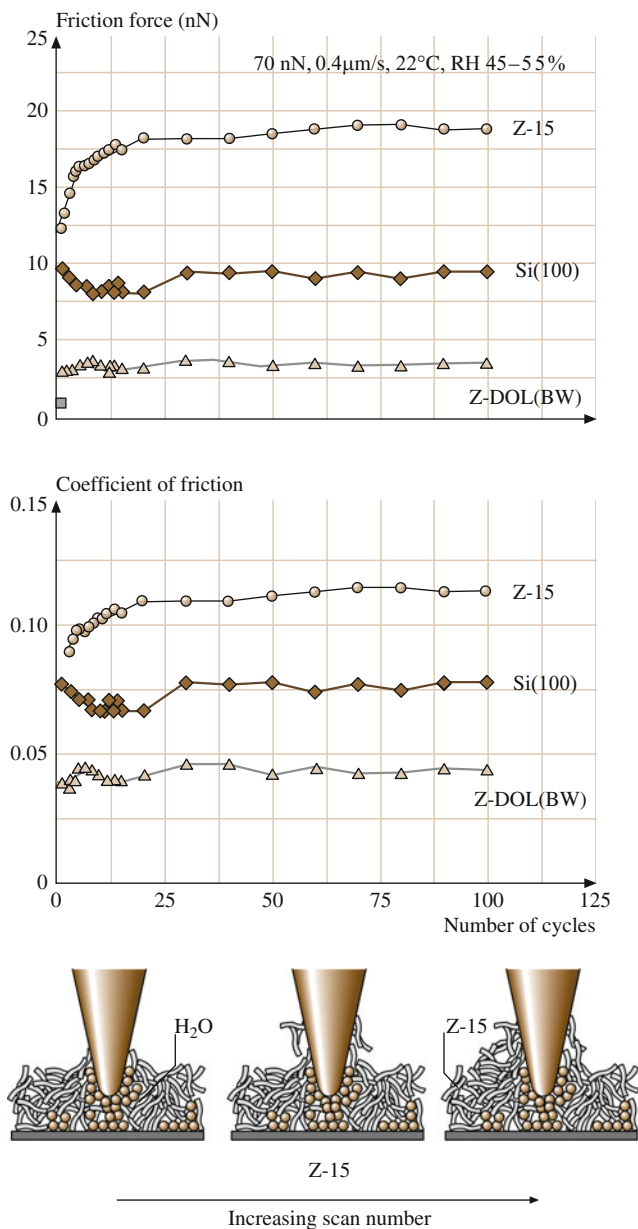 Friction force (nN)
25
70 nN, 0.4μm/s, 22°C, RH 45–55%
20
Z-15
15
10
Si(100)
5
Z-DOL(BW)
0
Coefficient of friction
0.15
Z-15
0.10
Si(100)
0.05
Z-DOL(BW)
0
0 25 50 75 100 125
Number of cycles
H₂O
Z-15
Z-15
Increasing scan number